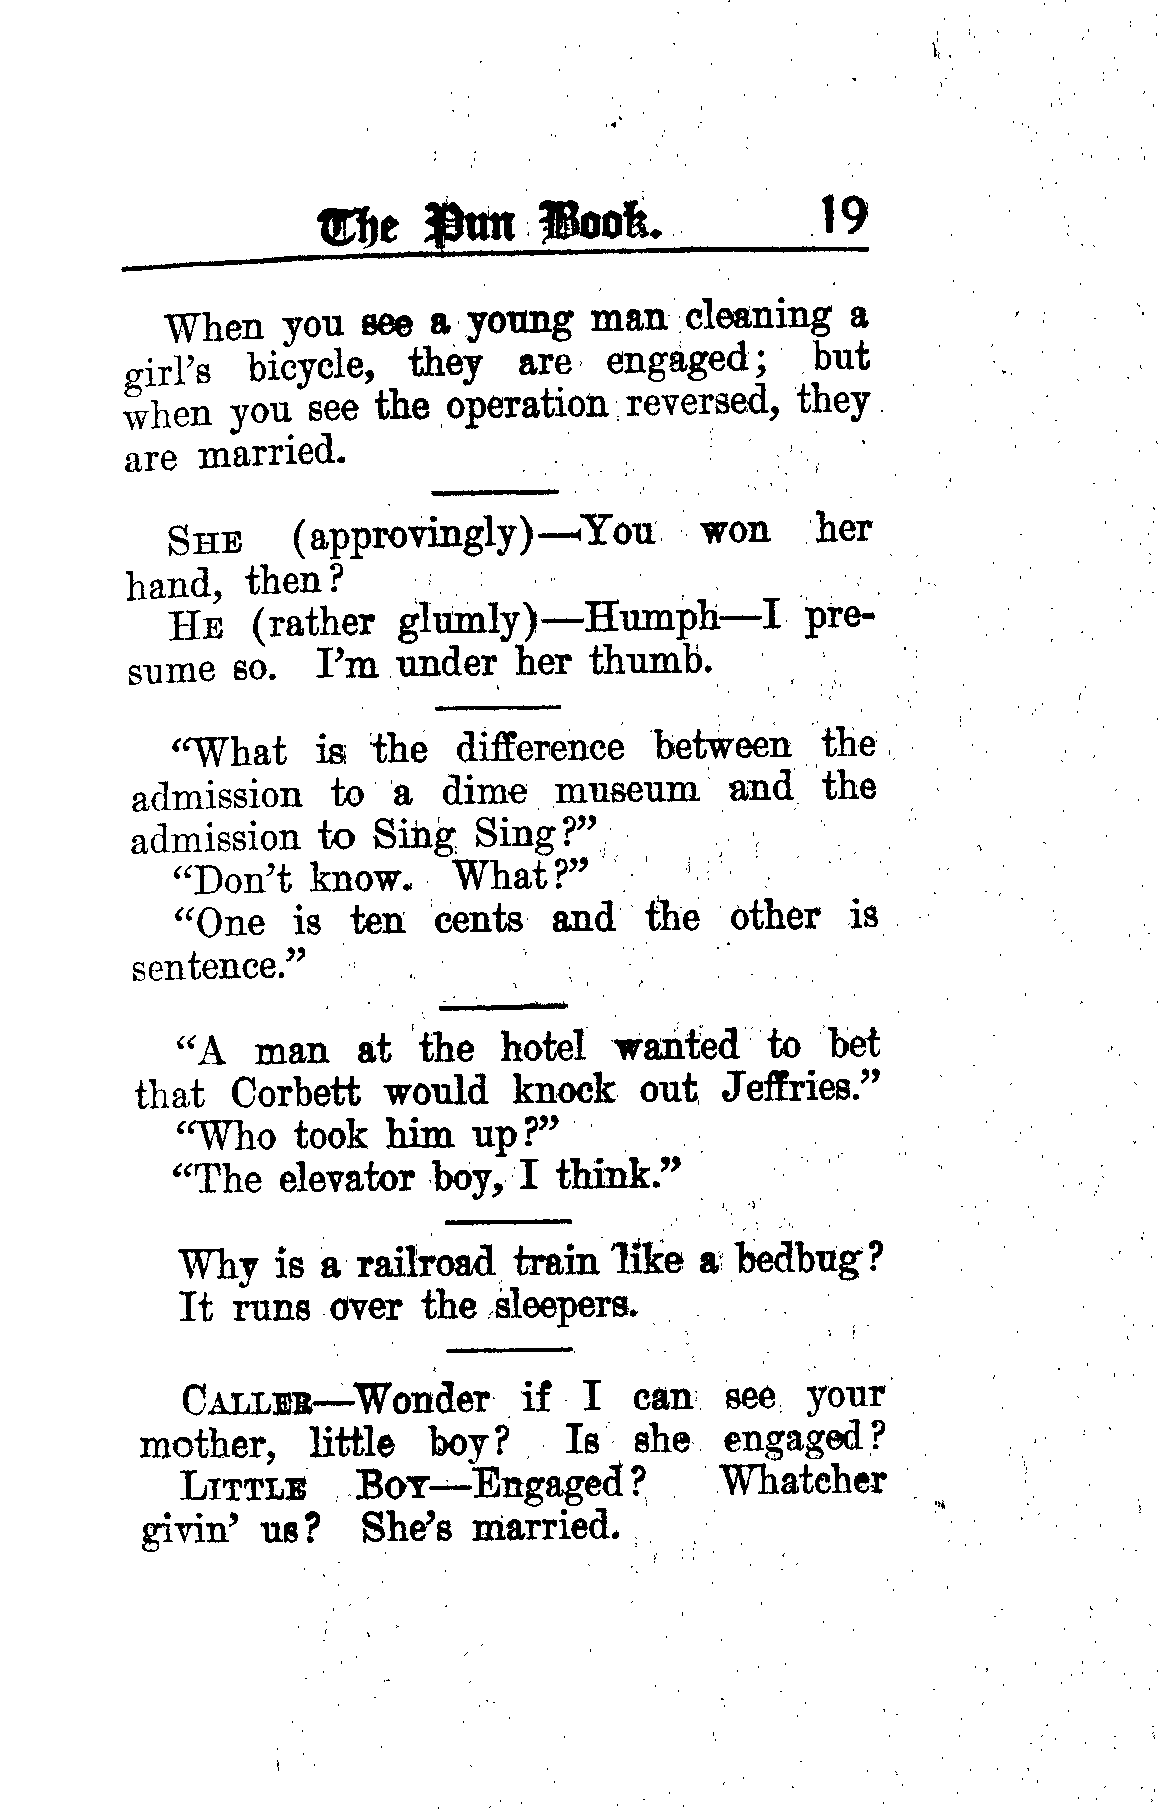 The Pun Book. 19
When you see a young man cleaning a
girl's bicycle, they are engaged; but
when you see the operation reversed, they
are married.
SHE (approvingly)—You won her
hand, then?
HE (rather glumly)—Humph—I pre-
sume so. I'm under her thumb.
"What is the difference between the
admission to a dime museum and the
admission to Sing Sing?"
"Don't know. What?"
"One is ten cents and the other is
sentence."
"A man at the hotel wanted to bet
that Corbett would knock out Jeffries."
"Who took him up?"
"The elevator boy, I think."
Why is a railroad train like a bedbug?
It runs over the sleepers.
CALLER—Wonder if I can see your
mother, little boy? Is she engaged?
LITTLE BOY—Engaged? Whatcher
givin' us? She's married.